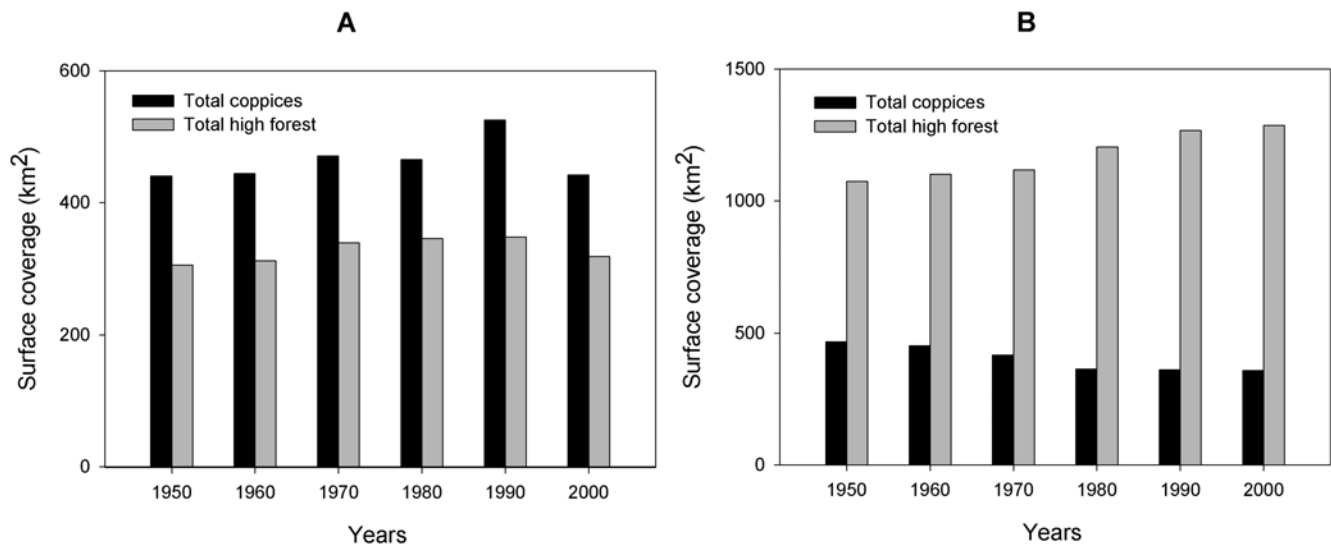 A
600
400
200
0
Surface coverage (km²)
Total coppices
Total high forest
1950 1960 1970 1980 1990 2000
Years
B
1500
1000
500
0
Surface coverage (km²)
Total coppices
Total high forest
1950 1960 1970 1980 1990 2000
Years